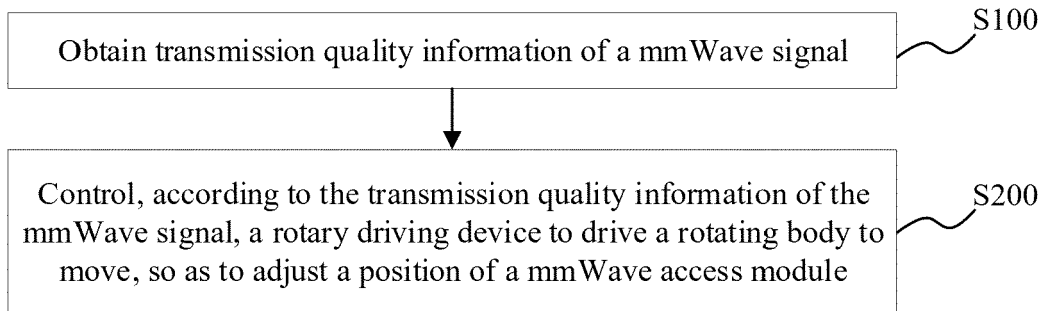 S100
Obtain transmission quality information of a mmWave signal
S200
Control, according to the transmission quality information of the
mmWave signal, a rotary driving device to drive a rotating body to
move, so as to adjust a position of a mmWave access module